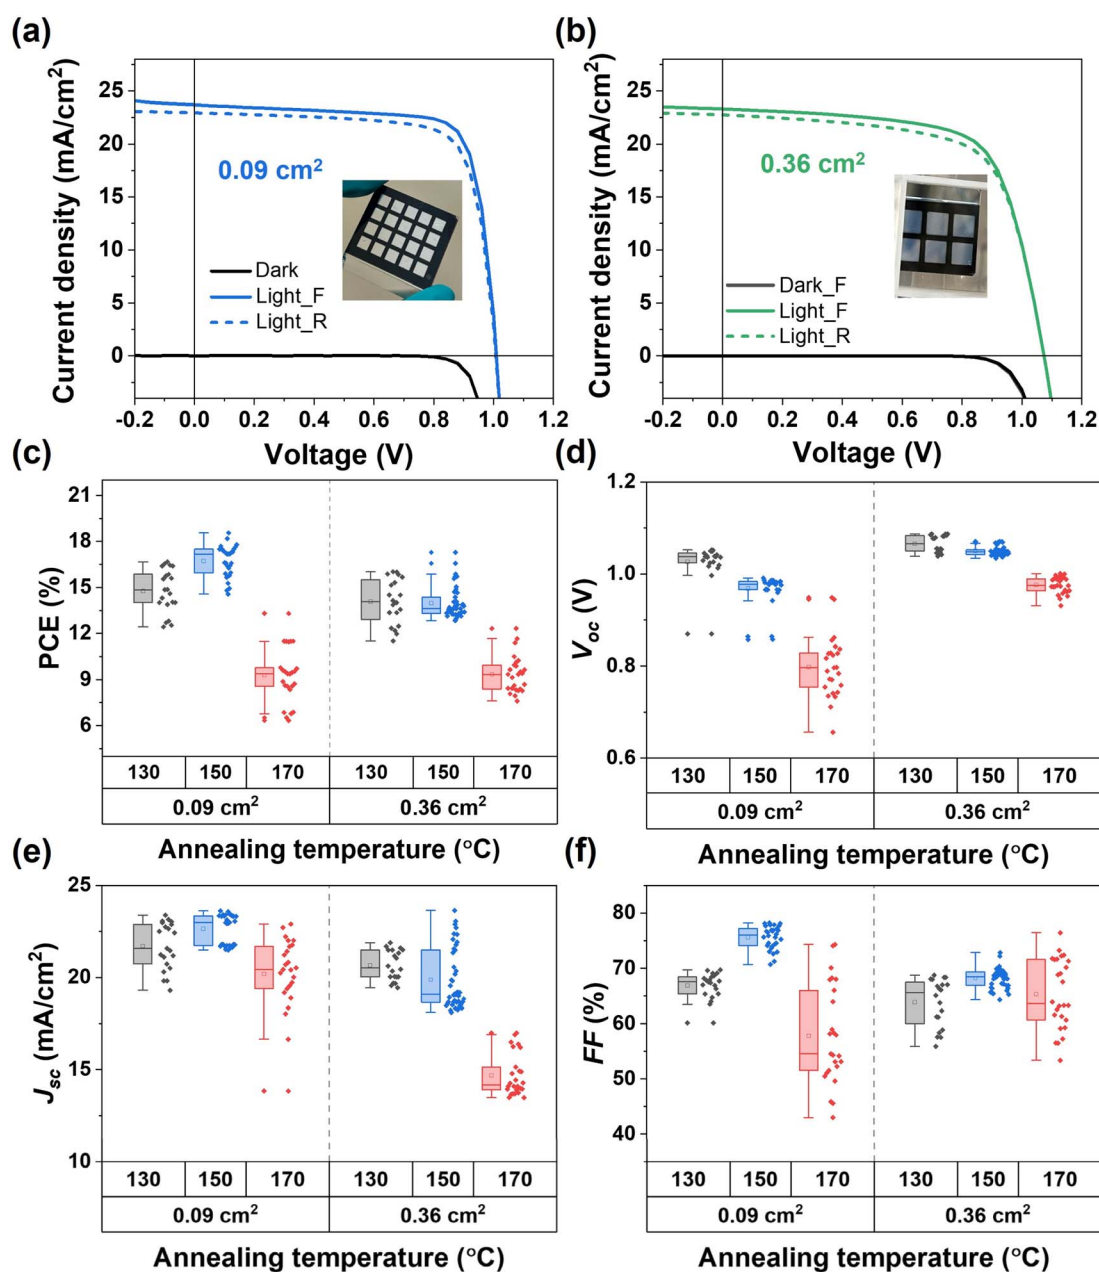 (a)
Current density (mA/cm²)
25
20
15
10
5
0
0.09 cm²
Dark
Light_F
Light_R
-0.2 0.0 0.2 0.4 0.6 0.8 1.0 1.2
Voltage (V)
(b)
Current density (mA/cm²)
25
20
15
10
5
0
0.36 cm²
Dark_F
Light_F
Light_R
-0.2 0.0 0.2 0.4 0.6 0.8 1.0 1.2
Voltage (V)
(c)
PCE (%)
21
18
15
12
9
6
130 150 170 130 150 170
0.09 cm² 0.36 cm²
Annealing temperature (°C)
(d)
Voc (V)
1.2
1.0
0.8
0.6
130 150 170 130 150 170
0.09 cm² 0.36 cm²
Annealing temperature (°C)
(e)
Jsc (mA/cm²)
25
20
15
10
130 150 170 130 150 170
0.09 cm² 0.36 cm²
Annealing temperature (°C)
(f)
FF (%)
80
70
60
50
40
130 150 170 130 150 170
0.09 cm² 0.36 cm²
Annealing temperature (°C)